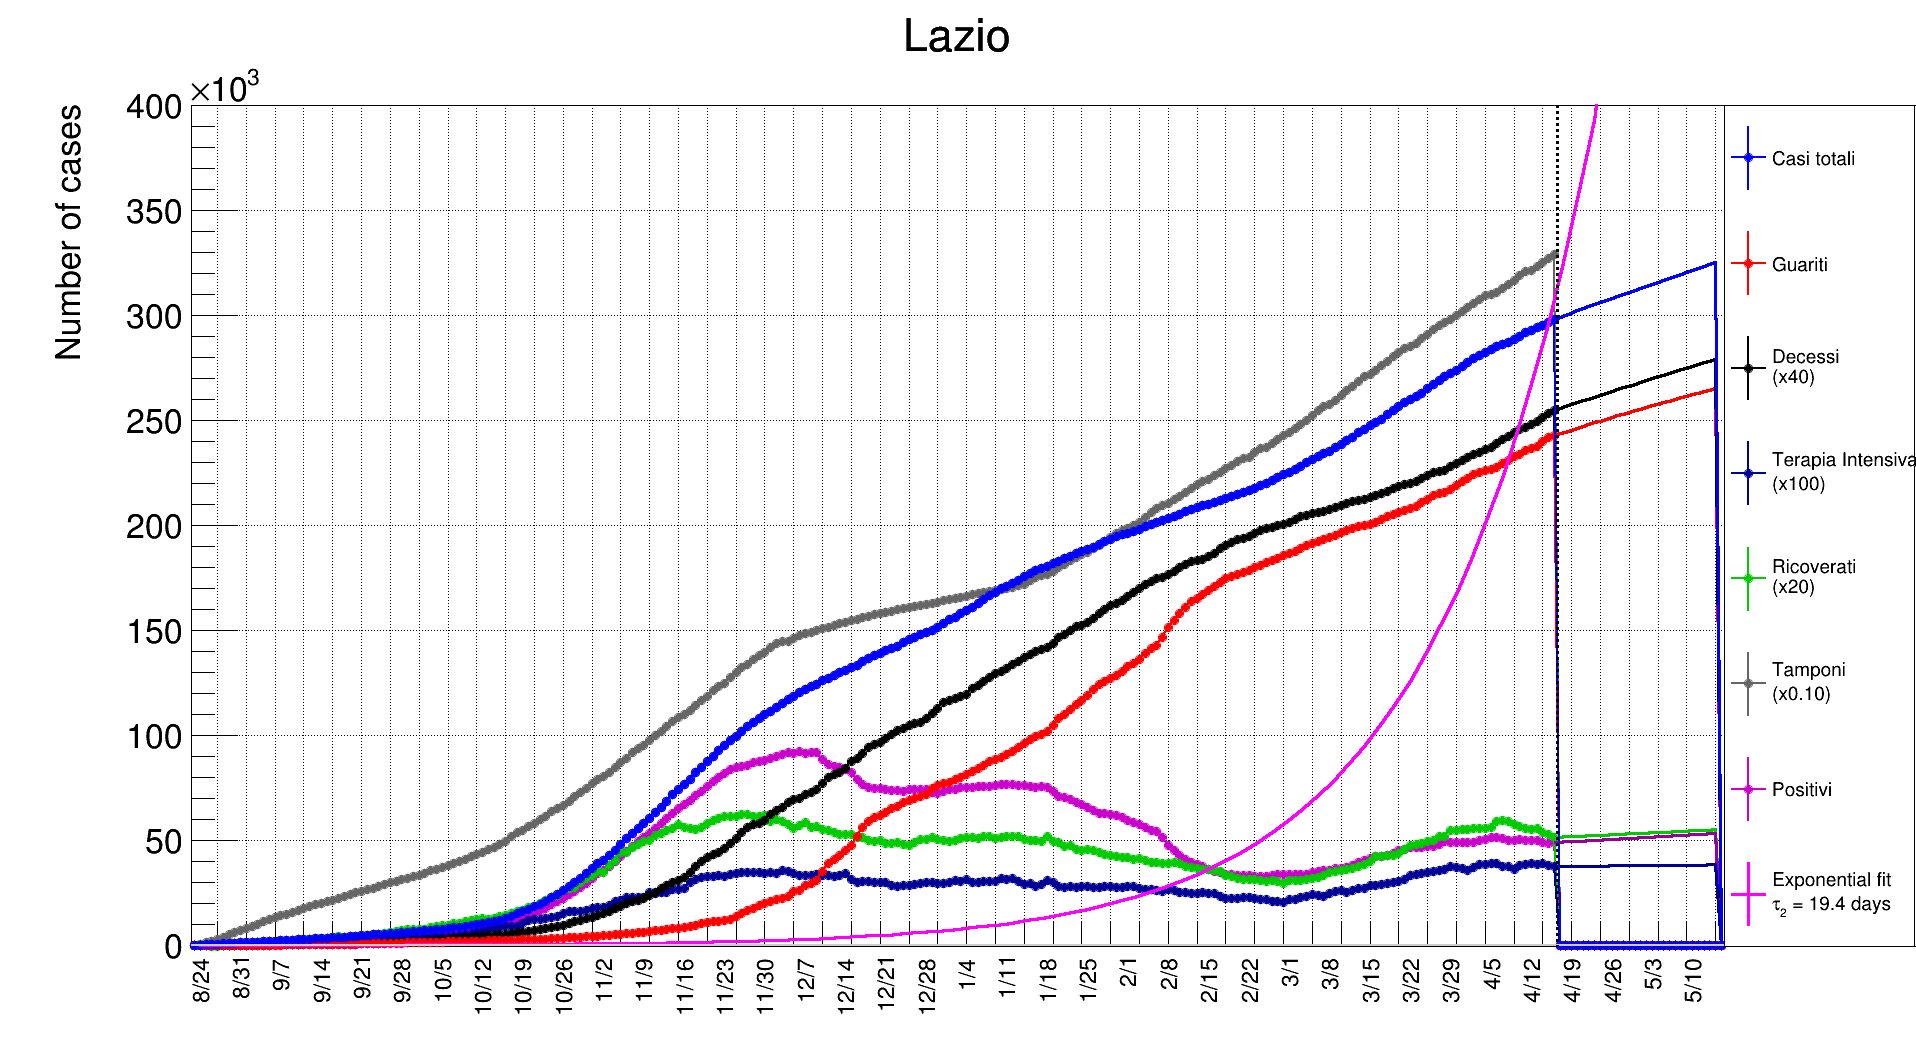 Lazio
×10³
Number of cases
400
350
300
250
200
150
100
50
0
8/24 8/31 9/7 9/14 9/21 9/28 10/5 10/12 10/19 10/26 11/2 11/9 11/16 11/23 11/30 12/7 12/14 12/21 12/28 1/4 1/11 1/18 1/25 2/1 2/8 2/15 2/22 3/1 3/8 3/15 3/22 3/29 4/5 4/12 4/19 4/26 5/3 5/10
Casi totali
Guariti
Decessi
(x40)
Terapia Intensiva
(x100)
Ricoverati
(x20)
Tamponi
(x0.10)
Positivi
Exponential fit
τ₂ = 19.4 days